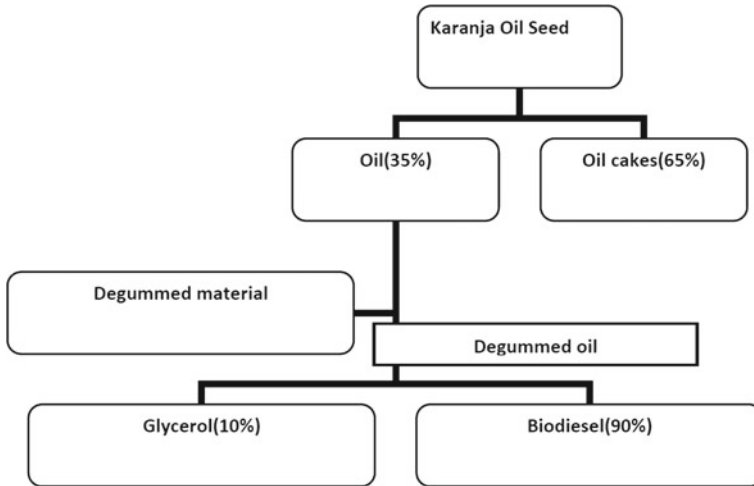 Karanja Oil Seed
Oil(35%)
Oil cakes(65%)
Degummed material
Degummed oil
Glycerol(10%)
Biodiesel(90%)